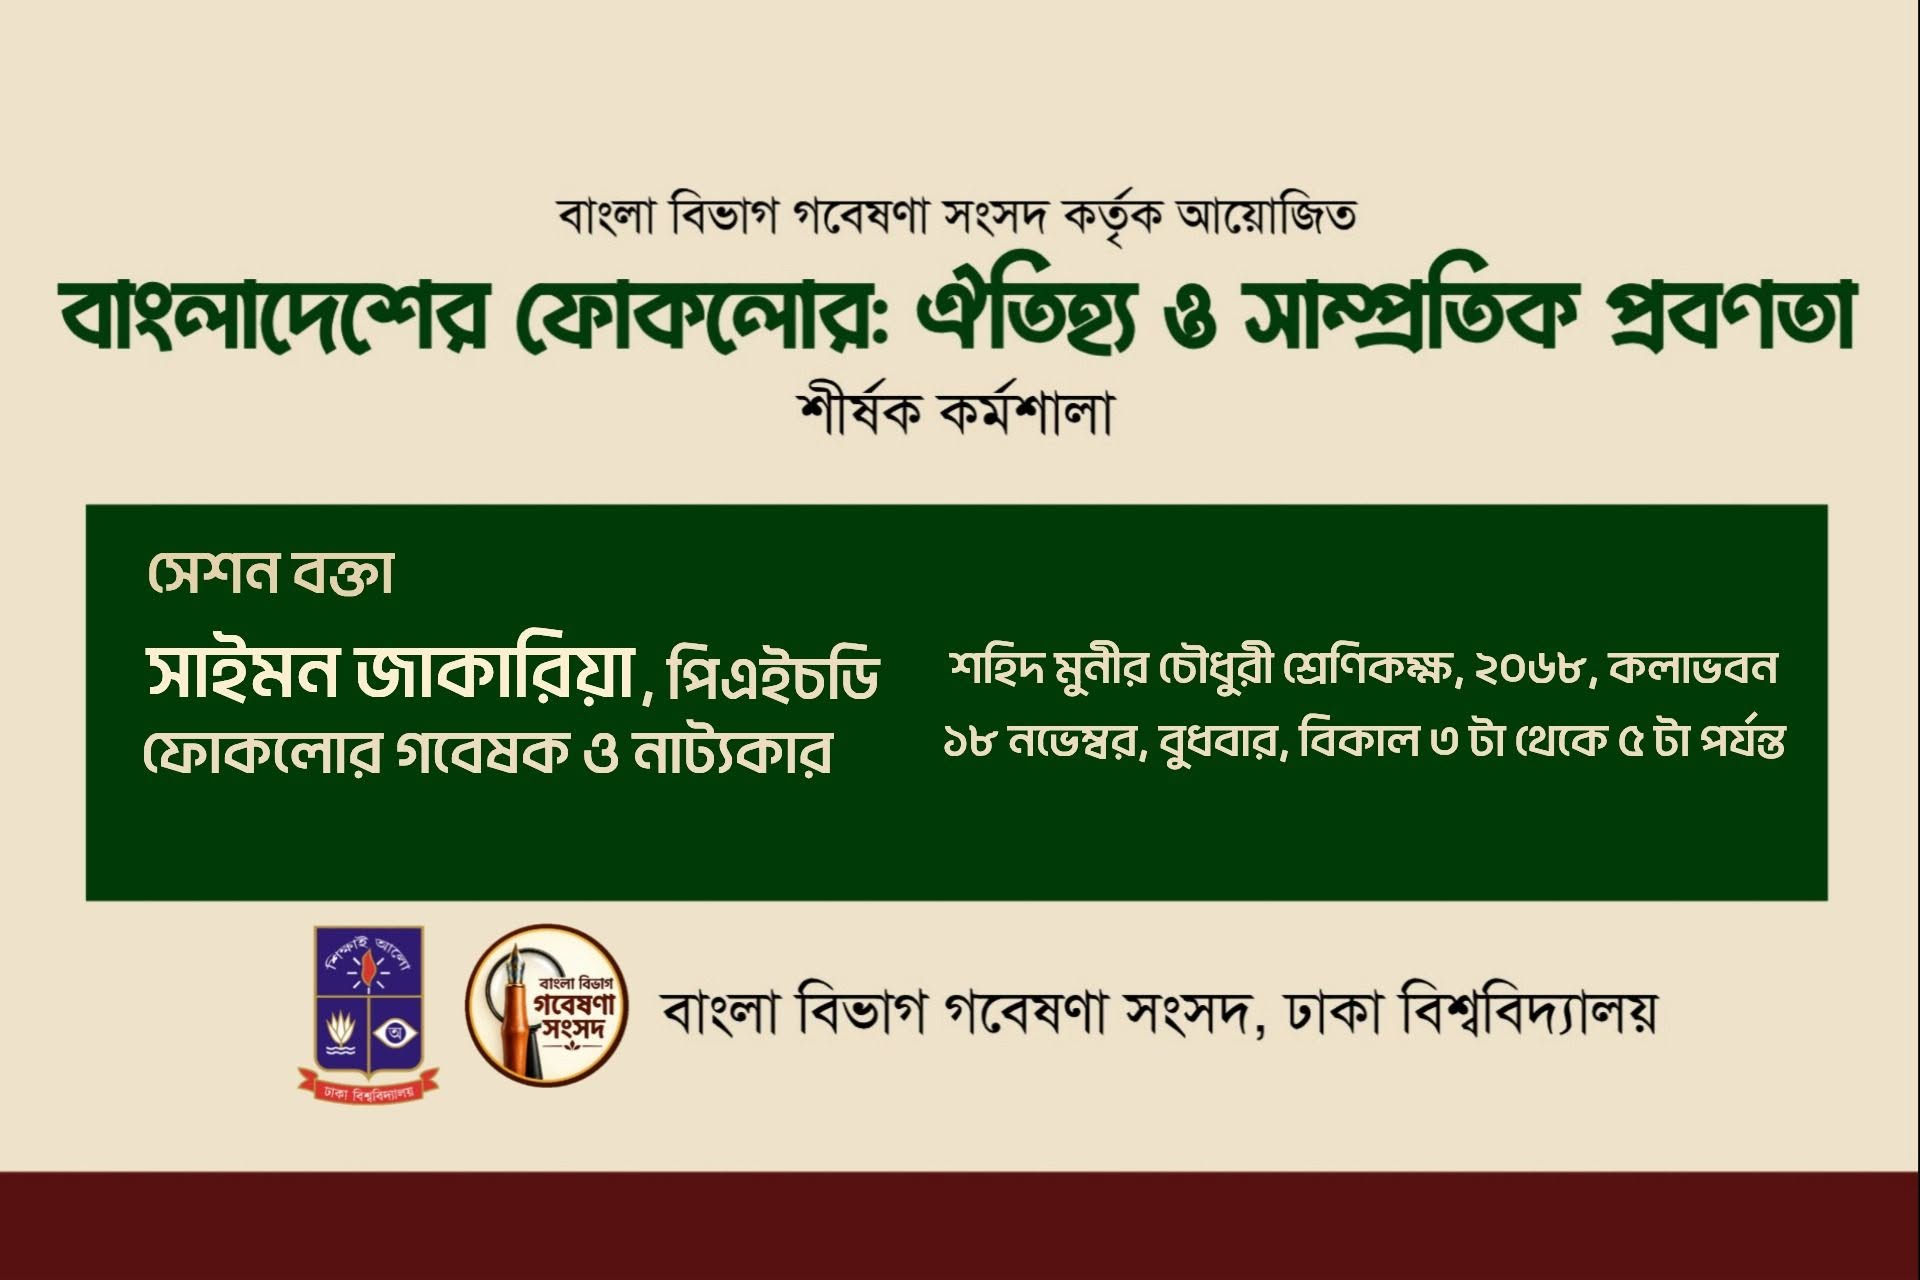 বাংলা বিভাগ গবেষণা সংসদ কর্তৃক আয়োজিত
বাংলাদেশের ফোকলোর: ঐতিহ্য ও সাম্প্রতিক প্রবণতা
শীর্ষক কর্মশালা
সেশন বক্তা
সাইমন জাকারিয়া, পিএইচডি
ফোকলোর গবেষক ও নাট্যকার
শহিদ মুনীর চৌধুরী শ্রেণিকক্ষ, ২০৬৮, কলাভবন
১৮ নভেম্বর, বুধবার, বিকাল ৩ টা থেকে ৫ টা পর্যন্ত
শিক্ষাই আলো
অ
ঢাকা বিশ্ববিদ্যালয়
বাংলা বিভাগ
গবেষণা
সংসদ
বাংলা বিভাগ গবেষণা সংসদ, ঢাকা বিশ্ববিদ্যালয়